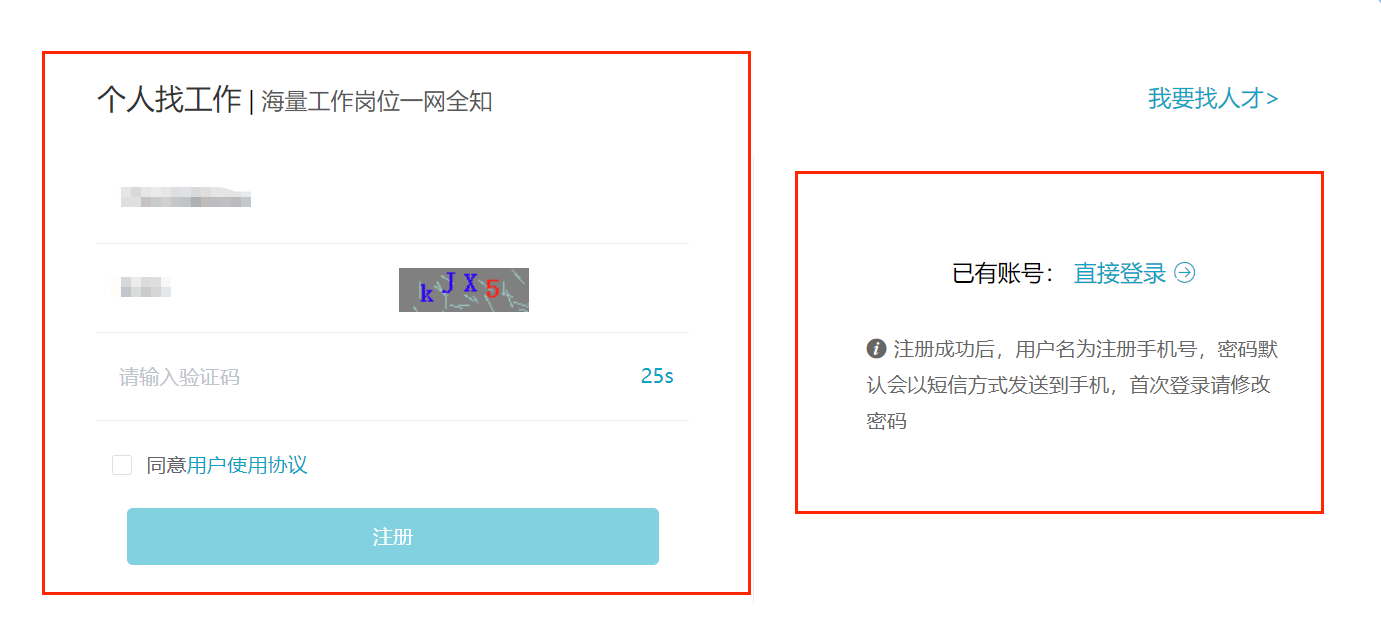 个人找工作 | 海量工作岗位一网全知
我要找人才>
kJX5
请输入验证码
25s
同意用户使用协议
注册
已有账号： 直接登录
注册成功后，用户名为注册手机号，密码默
认会以短信方式发送到手机，首次登录请修改
密码